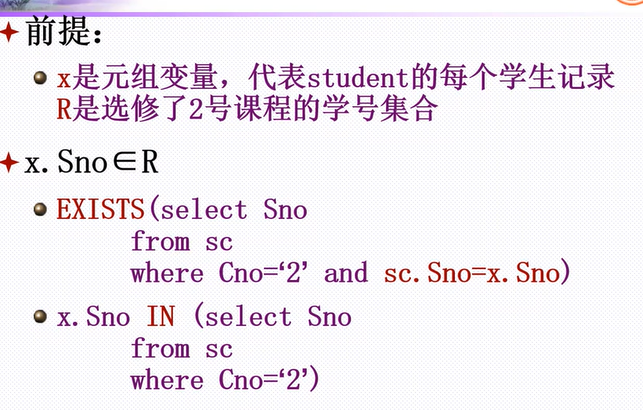 前提：
x是元组变量，代表student的每个学生记录
R是选修了2号课程的学号集合
x.Sno∈R
EXISTS(select Sno
from sc
where Cno=‘2’ and sc.Sno=x.Sno)
x.Sno IN (select Sno
from sc
where Cno=‘2’)